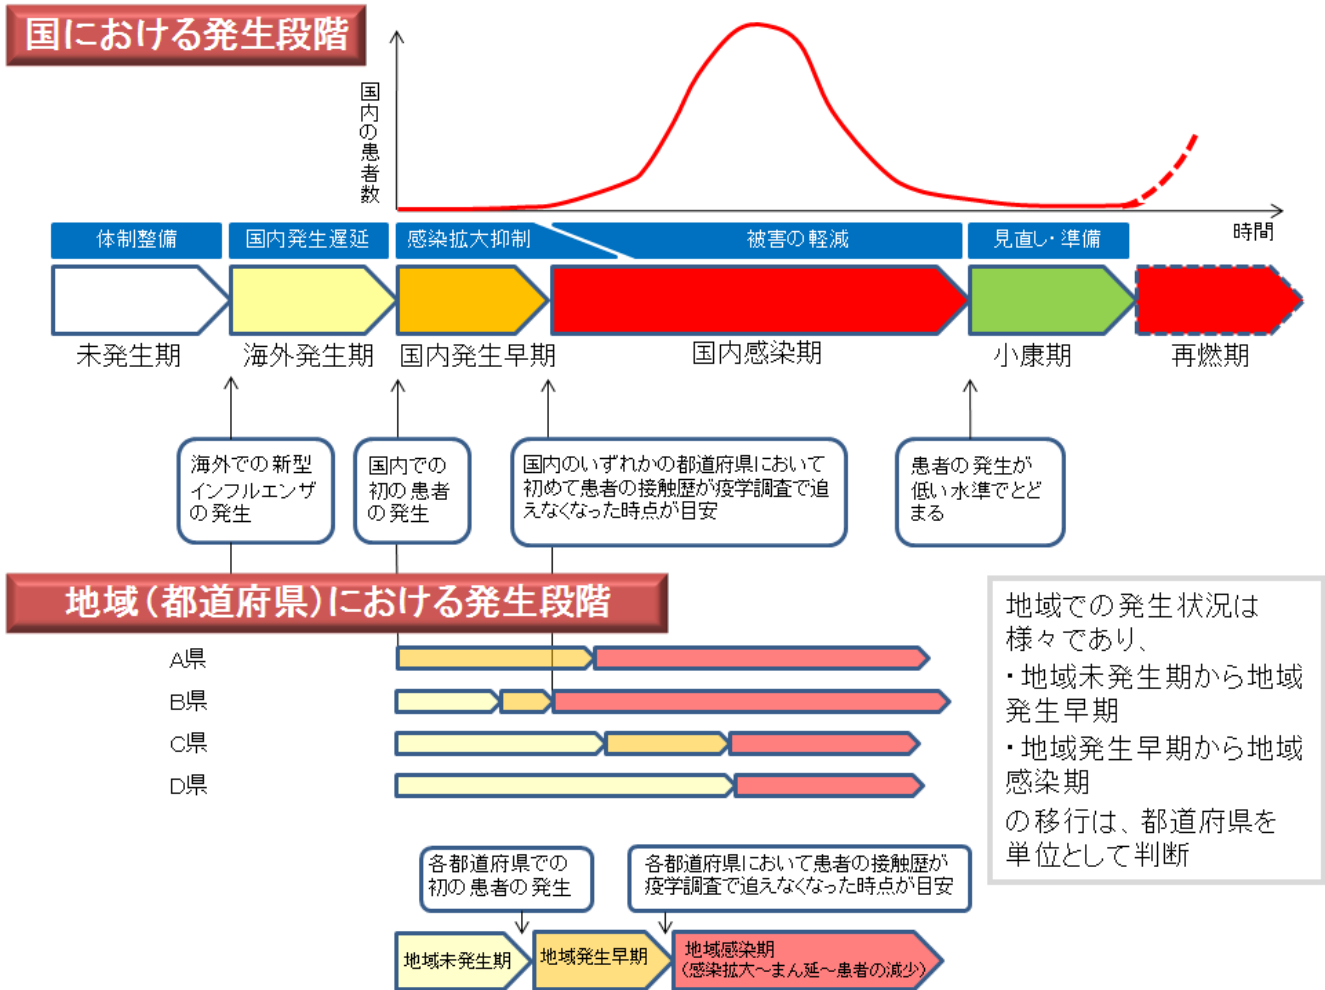 国における発生段階
国内の患者数
時間
体制整備
国内発生遅延
感染拡大抑制
被害の軽減
見直し・準備
未発生期
海外発生期
国内発生早期
国内感染期
小康期
再燃期
海外での新型
インフルエンザ
の発生
国内での
初の患者
の発生
国内のいずれかの都道府県において
初めて患者の接触歴が疫学調査で追
えなくなった時点が目安
患者の発生が
低い水準でとど
まる
地域(都道府県)における発生段階
A県
B県
C県
D県
地域での発生状況は
様々であり、
・地域未発生期から地域
発生早期
・地域発生早期から地域
感染期
の移行は、都道府県を
単位として判断
各都道府県での
初の患者の発生
各都道府県において患者の接触歴が
疫学調査で追えなくなった時点が目安
地域未発生期
地域発生早期
地域感染期
(感染拡大~まん延~患者の減少)